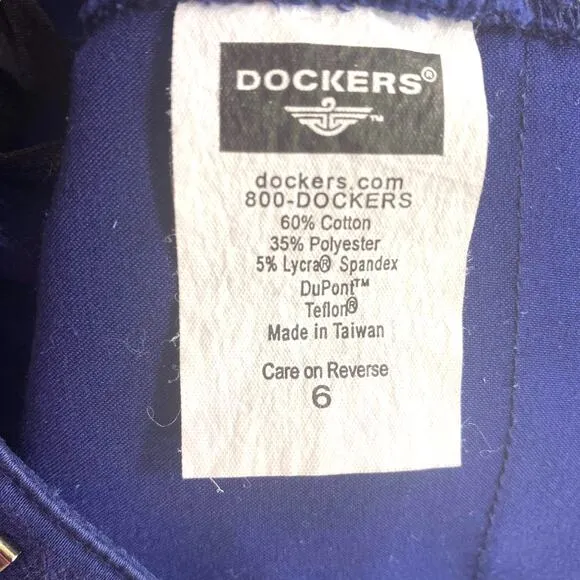 DOCKERS®
™
dockers.com
800-DOCKERS
60% Cotton
35% Polyester
5% Lycra® Spandex
DuPont™
Teflon®
Made in Taiwan
Care on Reverse
6